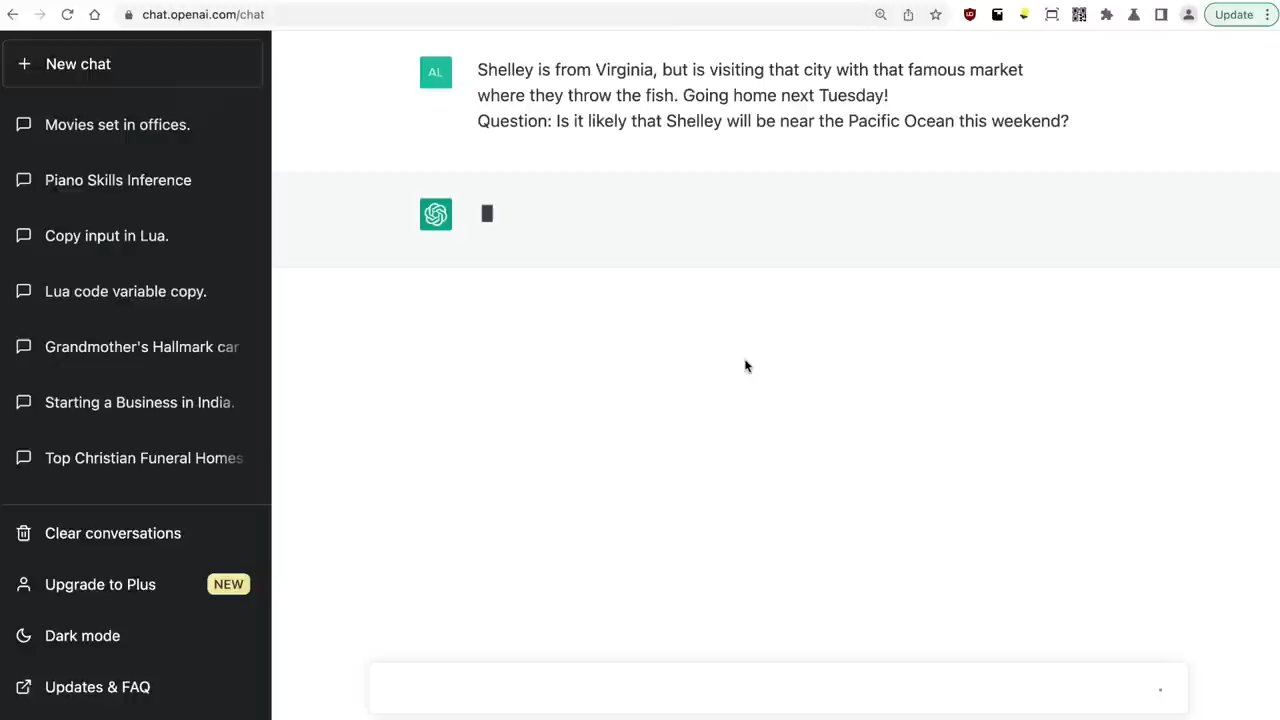 chat.openai.com/chat
Update
New chat
Movies set in offices.
Piano Skills Inference
Copy input in Lua.
Lua code variable copy.
Grandmother's Hallmark car
Starting a Business in India.
Top Christian Funeral Homes
Clear conversations
Upgrade to Plus NEW
Dark mode
Updates & FAQ
AL
Shelley is from Virginia, but is visiting that city with that famous market
where they throw the fish. Going home next Tuesday!
Question: Is it likely that Shelley will be near the Pacific Ocean this weekend?